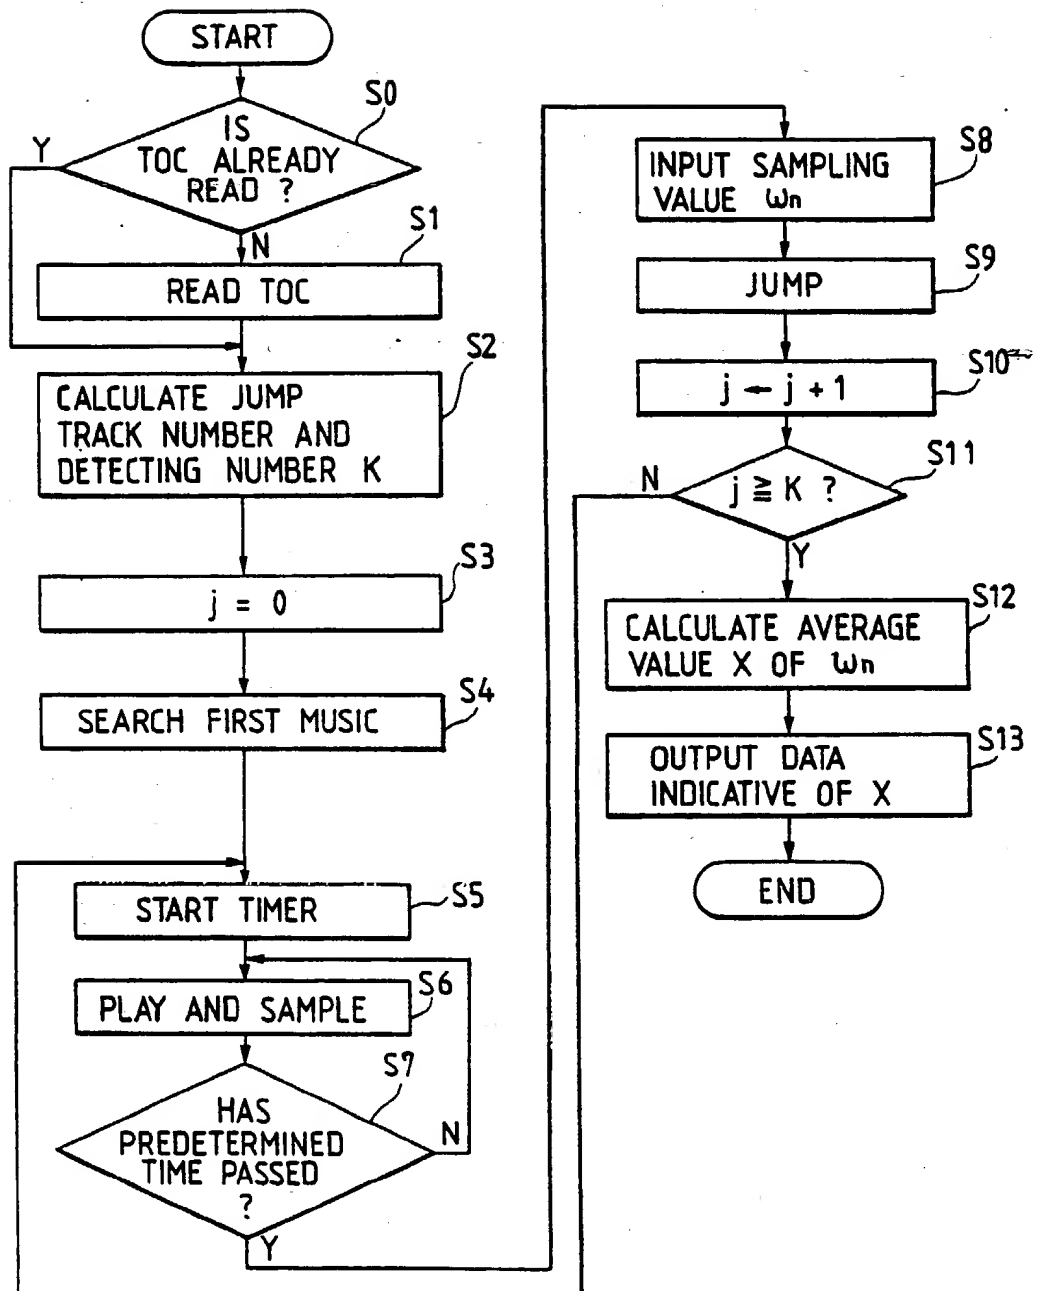 START
S0
IS
TOC ALREADY
READ ?
Y
N
S1
READ TOC
S2
CALCULATE JUMP
TRACK NUMBER AND
DETECTING NUMBER K
S3
j = 0
S4
SEARCH FIRST MUSIC
START TIMER
S5
S6
PLAY AND SAMPLE
S7
HAS
PREDETERMINED
TIME PASSED
?
N
Y
S8
INPUT SAMPLING
VALUE ωn
S9
JUMP
S10
j ← j + 1
S11
N
j ≧ K ?
Y
S12
CALCULATE AVERAGE
VALUE X OF ωn
S13
OUTPUT DATA
INDICATIVE OF X
END